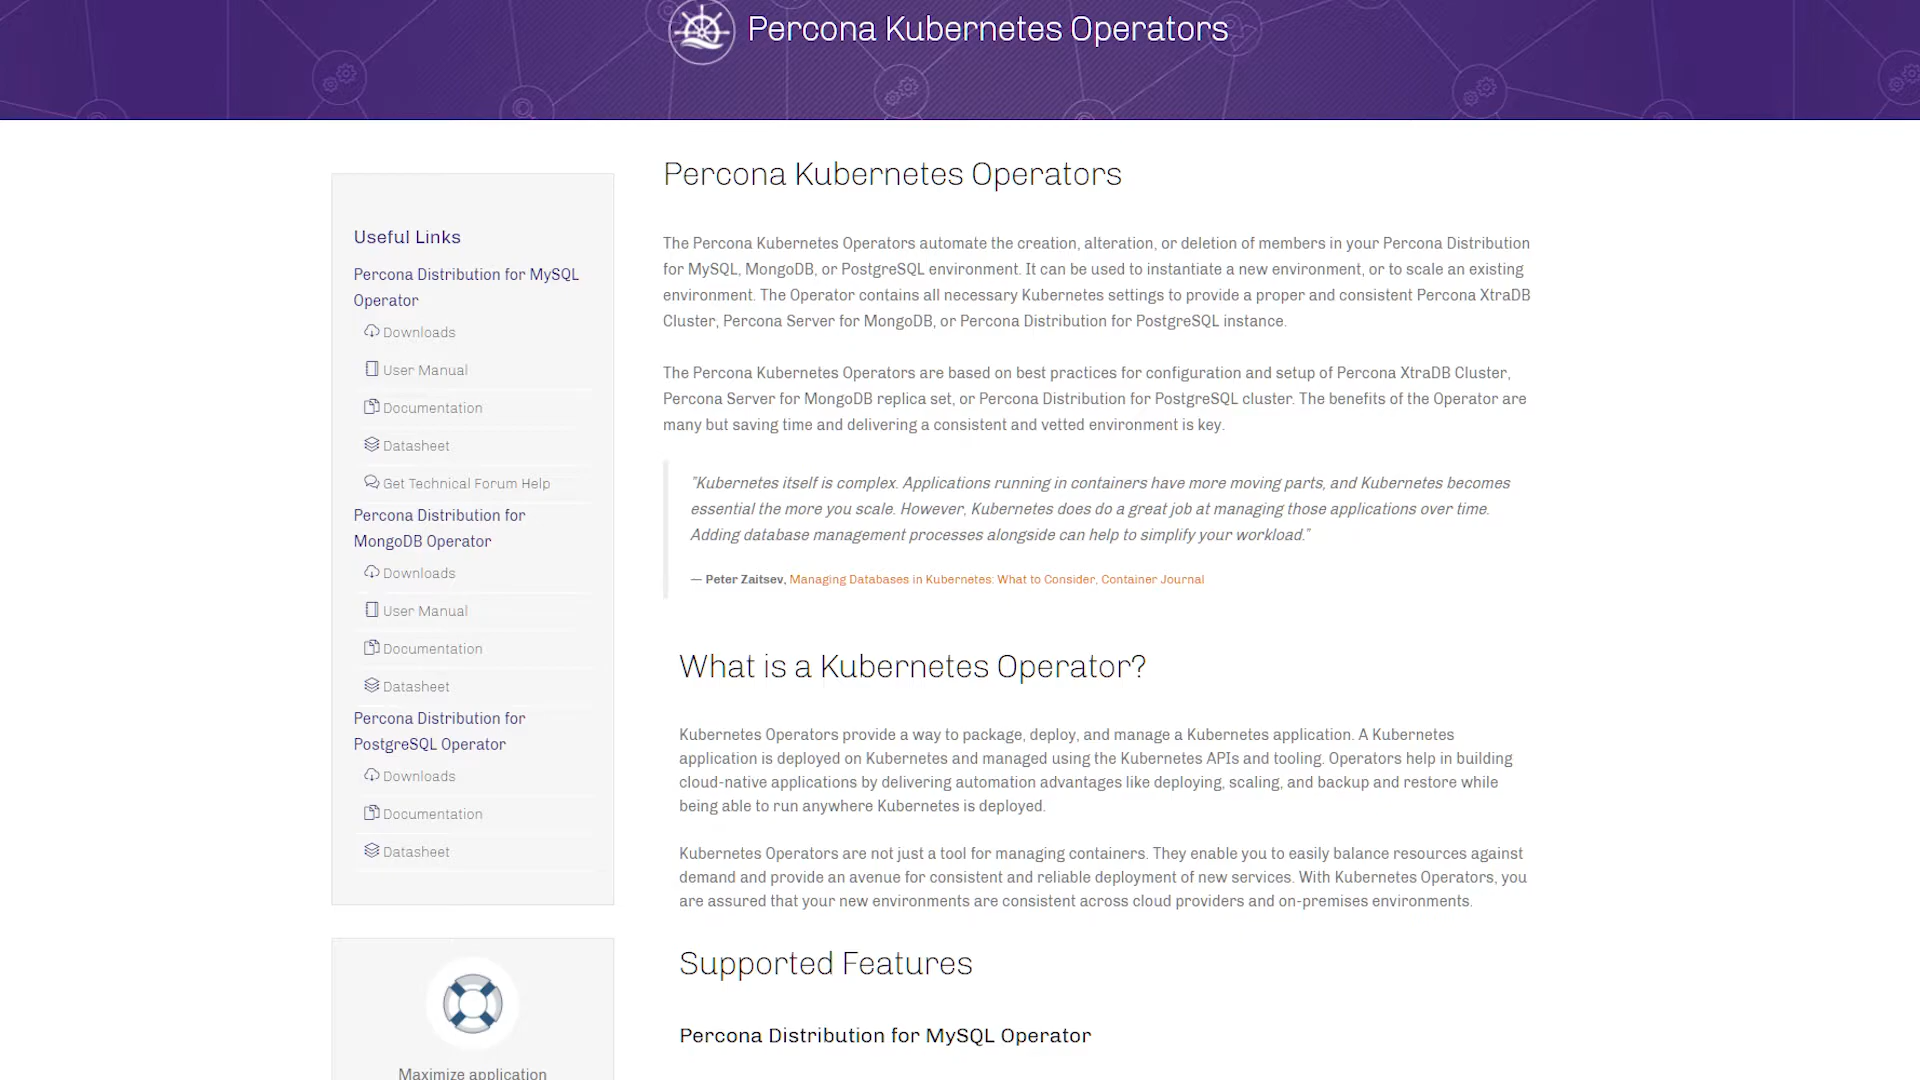 Percona Kubernetes Operators
Useful Links
Percona Distribution for MySQL
Operator
Downloads
User Manual
Documentation
Datasheet
Get Technical Forum Help
Percona Distribution for
MongoDB Operator
Downloads
User Manual
Documentation
Datasheet
Percona Distribution for
PostgreSQL Operator
Downloads
Documentation
Datasheet
Maximize application
Percona Kubernetes Operators
The Percona Kubernetes Operators automate the creation, alteration, or deletion of members in your Percona Distribution
for MySQL, MongoDB, or PostgreSQL environment. It can be used to instantiate a new environment, or to scale an existing
environment. The Operator contains all necessary Kubernetes settings to provide a proper and consistent Percona XtraDB
Cluster, Percona Server for MongoDB, or Percona Distribution for PostgreSQL instance.
The Percona Kubernetes Operators are based on best practices for configuration and setup of Percona XtraDB Cluster,
Percona Server for MongoDB replica set, or Percona Distribution for PostgreSQL cluster. The benefits of the Operator are
many but saving time and delivering a consistent and vetted environment is key.
"Kubernetes itself is complex. Applications running in containers have more moving parts, and Kubernetes becomes
essential the more you scale. However, Kubernetes does do a great job at managing those applications over time.
Adding database management processes alongside can help to simplify your workload."
— Peter Zaitsev, Managing Databases in Kubernetes: What to Consider, Container Journal
What is a Kubernetes Operator?
Kubernetes Operators provide a way to package, deploy, and manage a Kubernetes application. A Kubernetes
application is deployed on Kubernetes and managed using the Kubernetes APIs and tooling. Operators help in building
cloud-native applications by delivering automation advantages like deploying, scaling, and backup and restore while
being able to run anywhere Kubernetes is deployed.
Kubernetes Operators are not just a tool for managing containers. They enable you to easily balance resources against
demand and provide an avenue for consistent and reliable deployment of new services. With Kubernetes Operators, you
are assured that your new environments are consistent across cloud providers and on-premises environments.
Supported Features
Percona Distribution for MySQL Operator